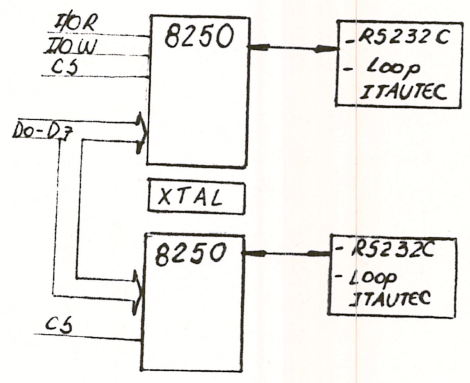 I/OR
I/OW
CS
D0-D7
8250
- RS232C
- Loop
ITAUTEC
XTAL
8250
- RS232C
- Loop
ITAUTEC
CS